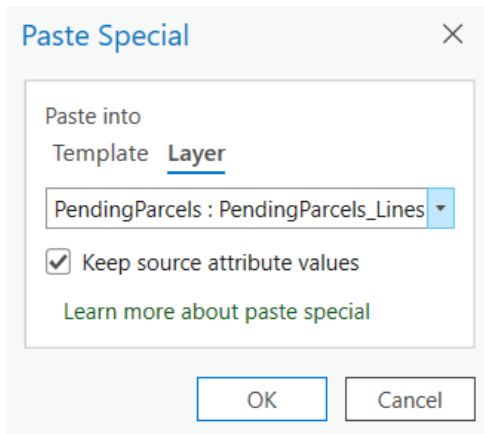 Paste Special
Paste into
Template Layer
PendingParcels : PendingParcels_Lines
Keep source attribute values
Learn more about paste special
OK Cancel